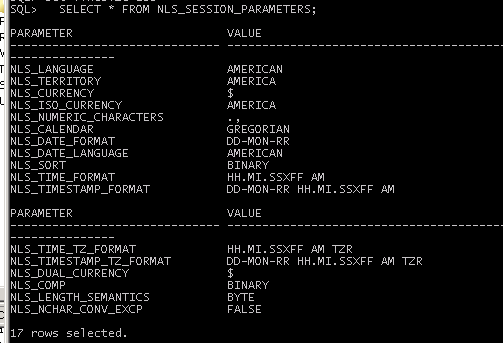 SQL>   SELECT * FROM NLS_SESSION_PARAMETERS;
PARAMETER                      VALUE
------------------------------ ----------------------------------------
---------------
NLS_LANGUAGE                   AMERICAN
NLS_TERRITORY                  AMERICA
NLS_CURRENCY                   $
NLS_ISO_CURRENCY               AMERICA
NLS_NUMERIC_CHARACTERS         .,
NLS_CALENDAR                   GREGORIAN
NLS_DATE_FORMAT                DD-MON-RR
NLS_DATE_LANGUAGE              AMERICAN
NLS_SORT                       BINARY
NLS_TIME_FORMAT                HH.MI.SSXFF AM
NLS_TIMESTAMP_FORMAT           DD-MON-RR HH.MI.SSXFF AM
PARAMETER                      VALUE
------------------------------ ----------------------------------------
---------------
NLS_TIME_TZ_FORMAT             HH.MI.SSXFF AM TZR
NLS_TIMESTAMP_TZ_FORMAT        DD-MON-RR HH.MI.SSXFF AM TZR
NLS_DUAL_CURRENCY              $
NLS_COMP                       BINARY
NLS_LENGTH_SEMANTICS           BYTE
NLS_NCHAR_CONV_EXCP            FALSE
17 rows selected.